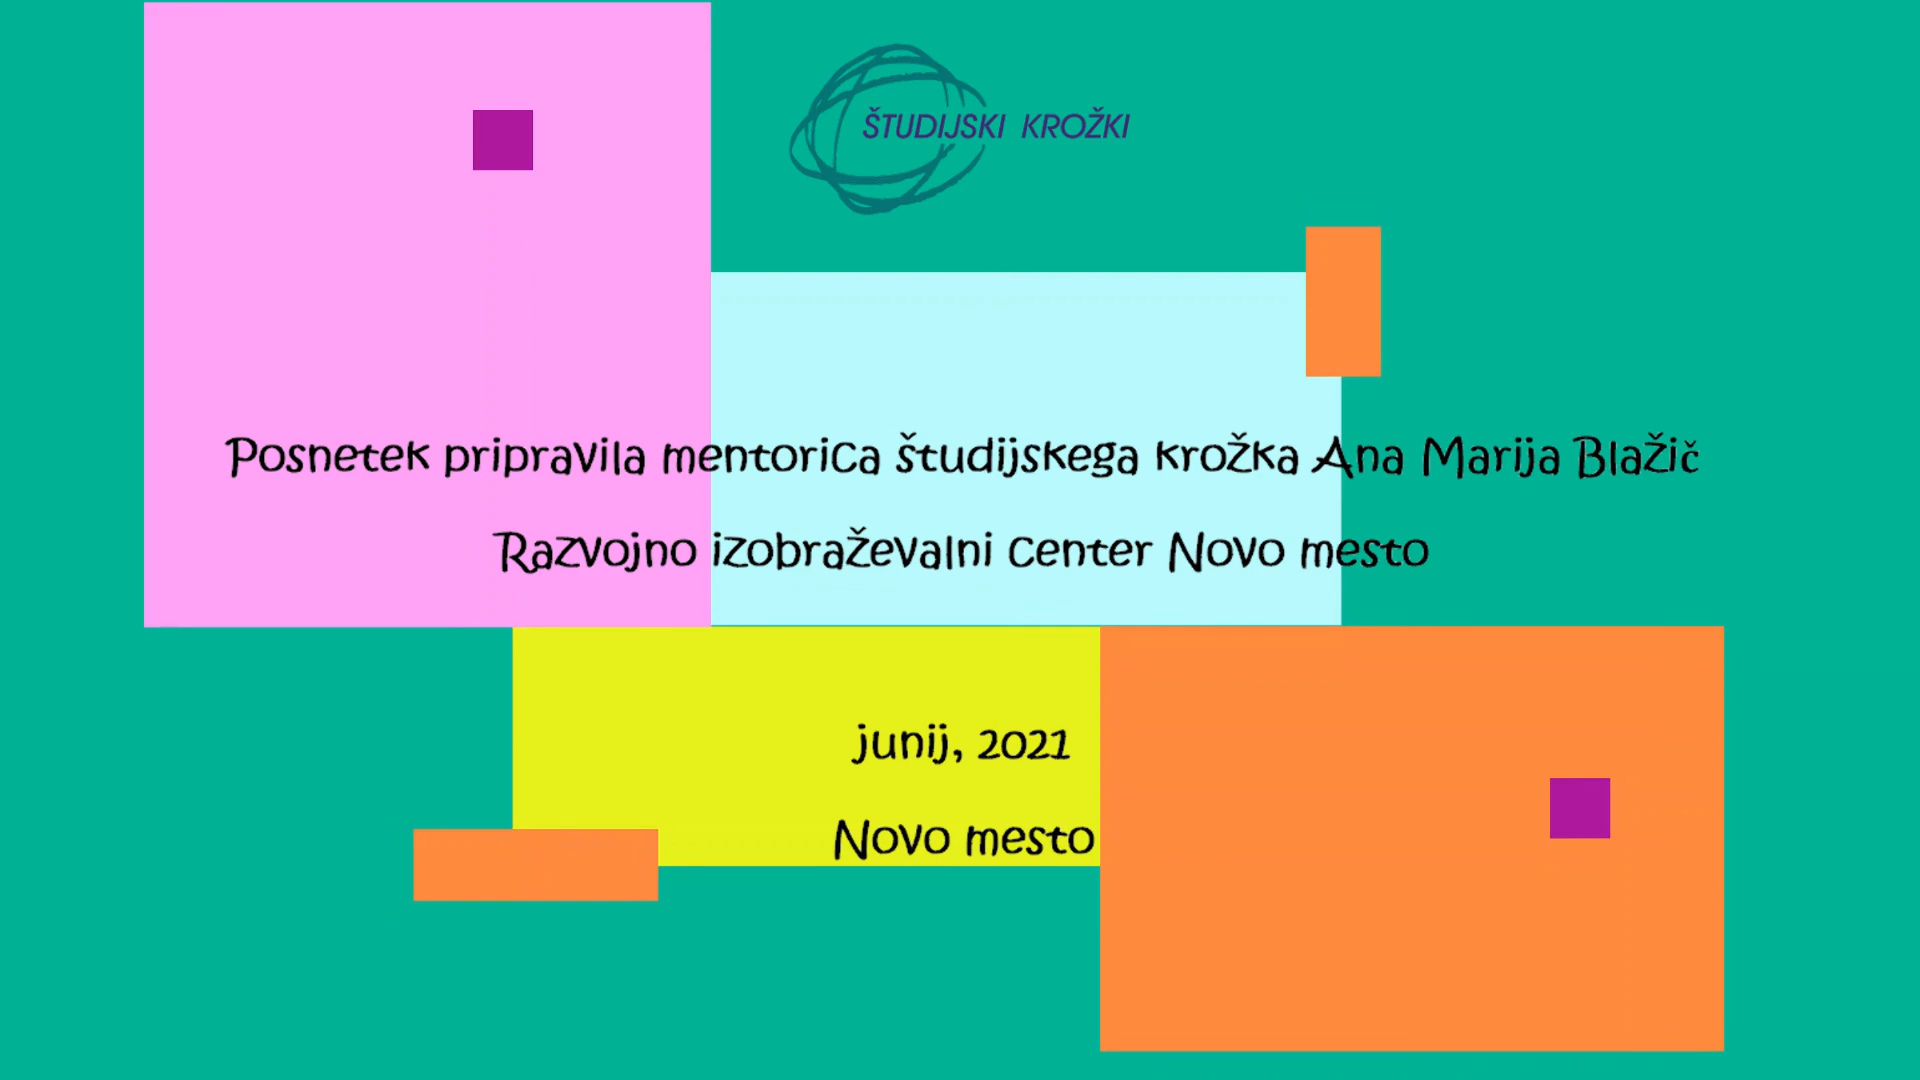 ŠTUDIJSKI KROŽKI
Posnetek pripravila mentorica študijskega krožka Ana Marija Blažič
Razvojno izobraževalni center Novo mesto
junij, 2021
Novo mesto